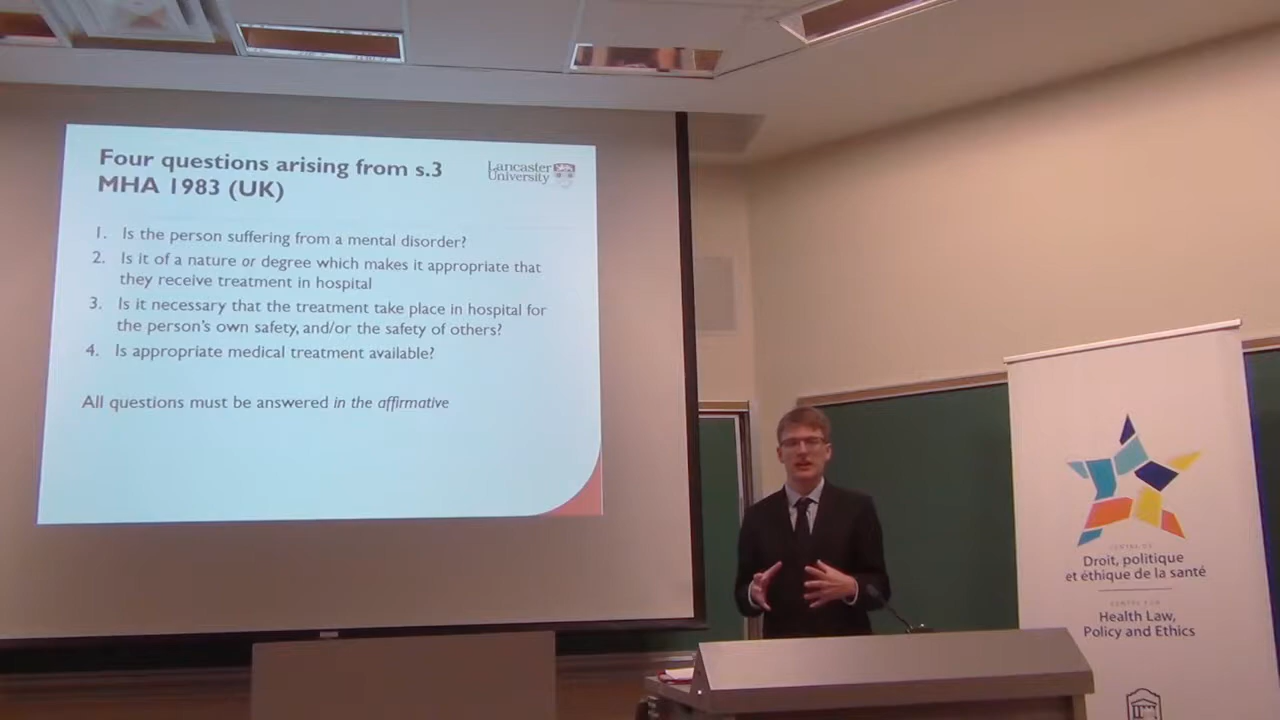 Four questions arising from s.3
MHA 1983 (UK)
Lancaster
University
1. Is the person suffering from a mental disorder?
2. Is it of a nature or degree which makes it appropriate that
they receive treatment in hospital
3. Is it necessary that the treatment take place in hospital for
the person's own safety, and/or the safety of others?
4. Is appropriate medical treatment available?
All questions must be answered in the affirmative
CENTRE DE
Droit, politique
et éthique de la santé
CENTRE FOR
Health Law,
Policy and Ethics